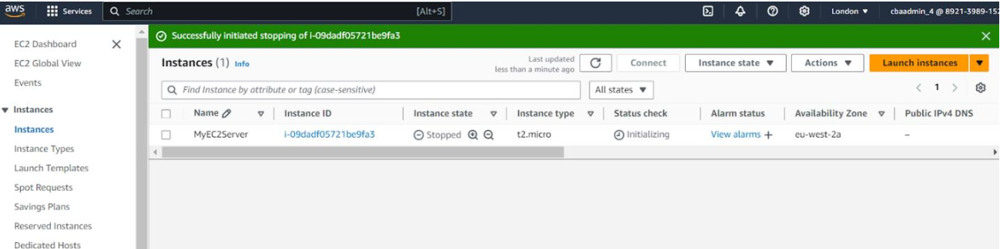 aws Services Search [Alt+S] London ▼ cbaadmin_4 @ 8921-3989-152
Successfully initiated stopping of i-09dadf05721be9fa3
EC2 Dashboard
EC2 Global View
Events
Instances
Instances
Instance Types
Launch Templates
Spot Requests
Savings Plans
Reserved Instances
Dedicated Hosts
Instances (1) Info
Last updated
less than a minute ago
Connect Instance state ▼ Actions ▼ Launch instances ▼
Find Instance by attribute or tag (case-sensitive) All states ▼ < 1 >
Name Instance ID Instance state Instance type Status check Alarm status Availability Zone Public IPv4 DNS
MyEC2Server i-09dadf05721be9fa3 Stopped t2.micro Initializing View alarms + eu-west-2a –